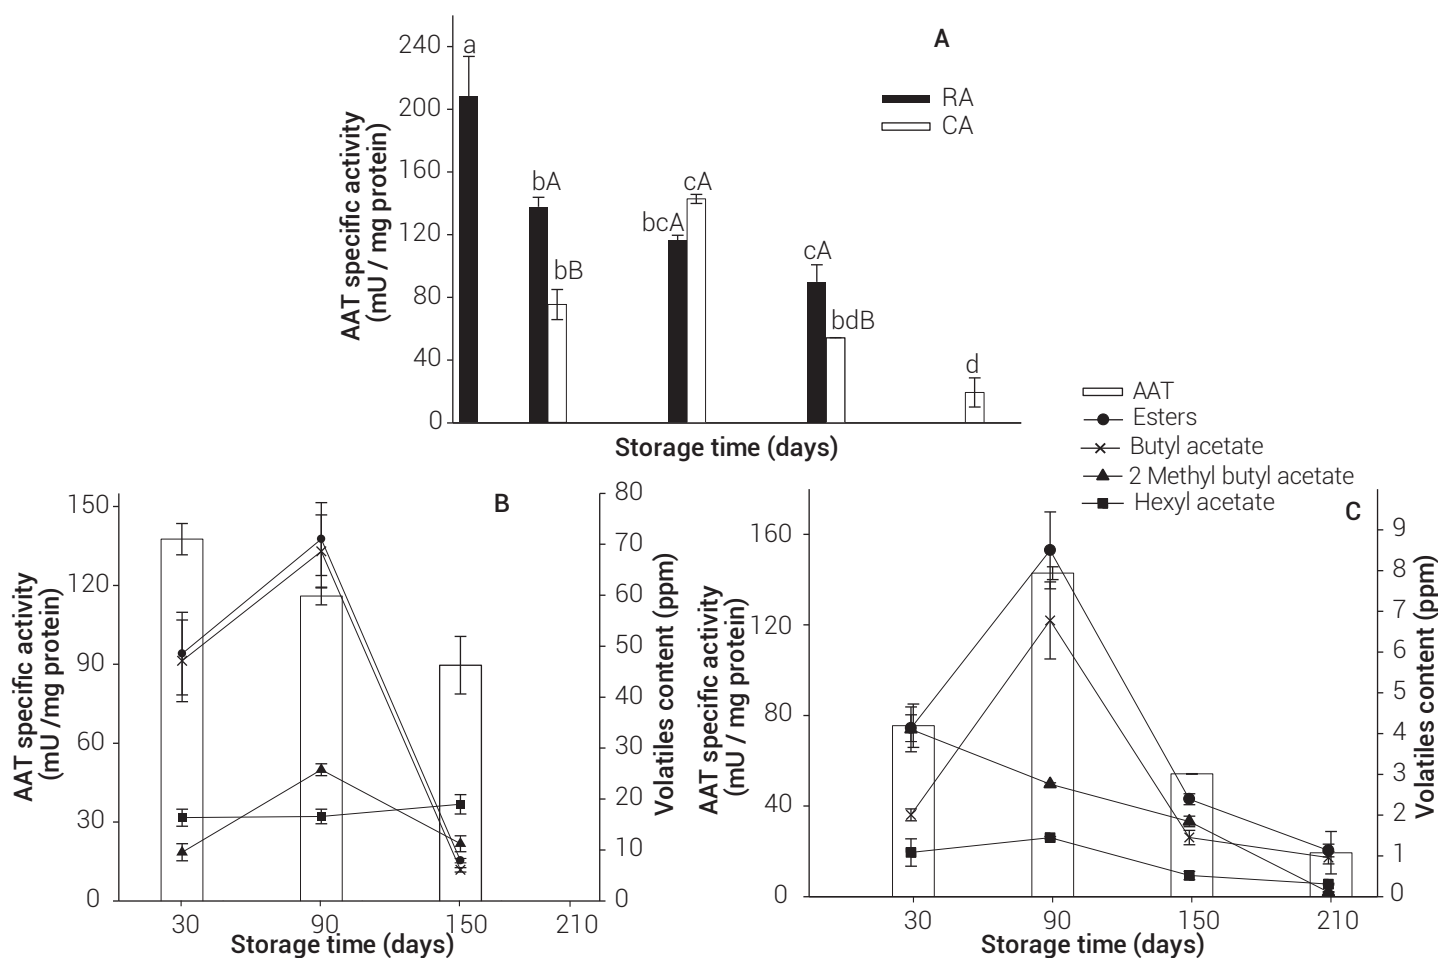 A
240
200
160
120
80
40
0
AAT specific activity
(mU / mg protein)
a
bA
bB
bcA
cA
cA
bdB
d
RA
CA
Storage time (days)
AAT
Esters
Butyl acetate
2 Methyl butyl acetate
Hexyl acetate
B
150
120
90
60
30
0
AAT specific activity
(mU /mg protein)
80
70
60
50
40
30
20
10
0
Volatiles content (ppm)
30 90 150 210
Storage time (days)
C
160
120
80
40
0
AAT specific activity
(mU / mg protein)
9
8
7
6
5
4
3
2
1
0
Volatiles content (ppm)
30 90 150 210
Storage time (days)